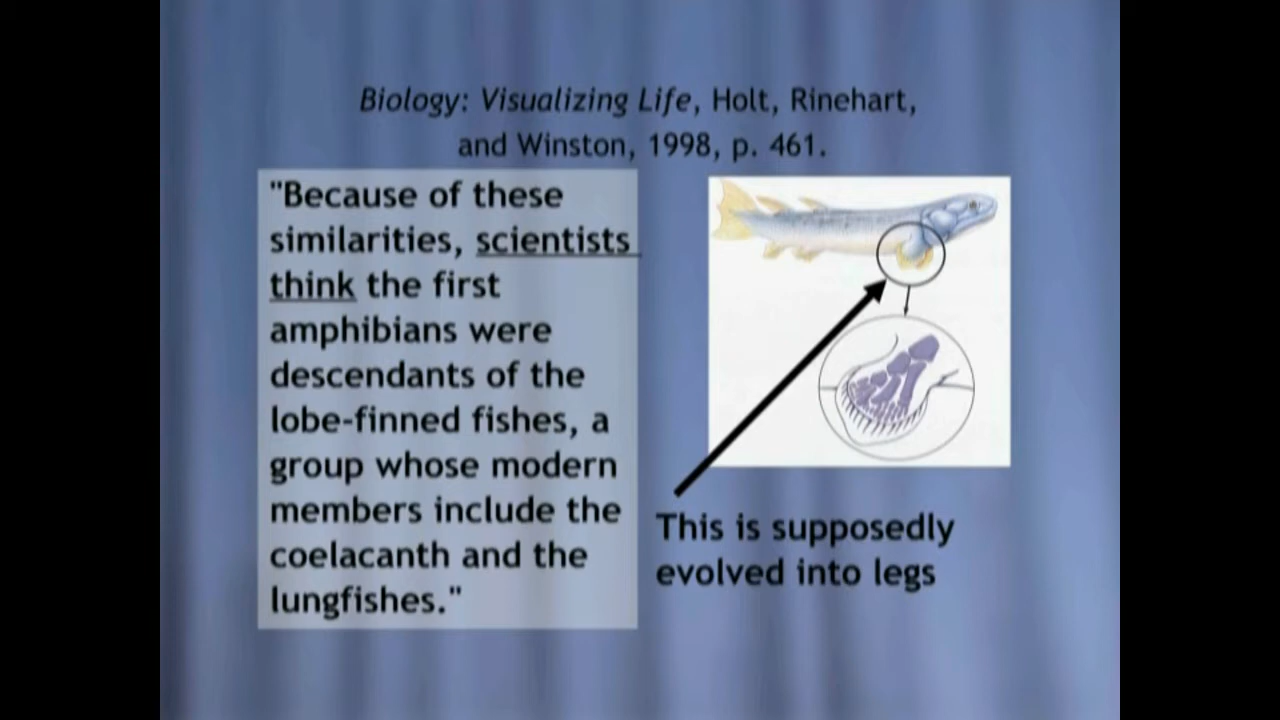 Biology: Visualizing Life, Holt, Rinehart,
and Winston, 1998, p. 461.
"Because of these
similarities, scientists
think the first
amphibians were
descendants of the
lobe-finned fishes, a
group whose modern
members include the
coelacanth and the
lungfishes."
This is supposedly
evolved into legs